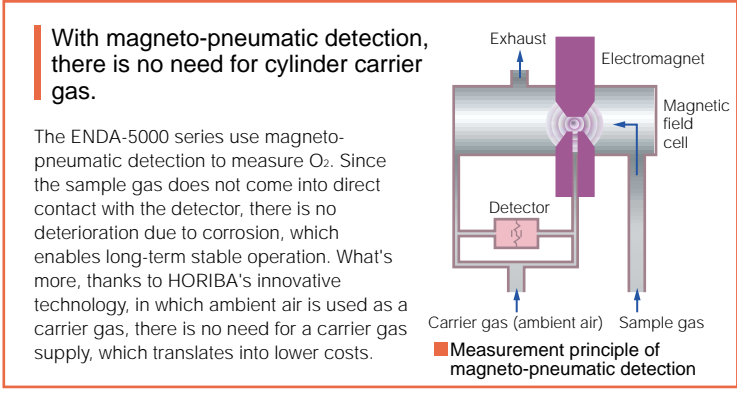 With magneto-pneumatic detection,
there is no need for cylinder carrier
gas.
The ENDA-5000 series use magneto-
pneumatic detection to measure O₂. Since
the sample gas does not come into direct
contact with the detector, there is no
deterioration due to corrosion, which
enables long-term stable operation. What's
more, thanks to HORIBA's innovative
technology, in which ambient air is used as a
carrier gas, there is no need for a carrier gas
supply, which translates into lower costs.
Exhaust
Electromagnet
Magnetic
field
cell
Detector
Carrier gas (ambient air)
Sample gas
Measurement principle of
magneto-pneumatic detection